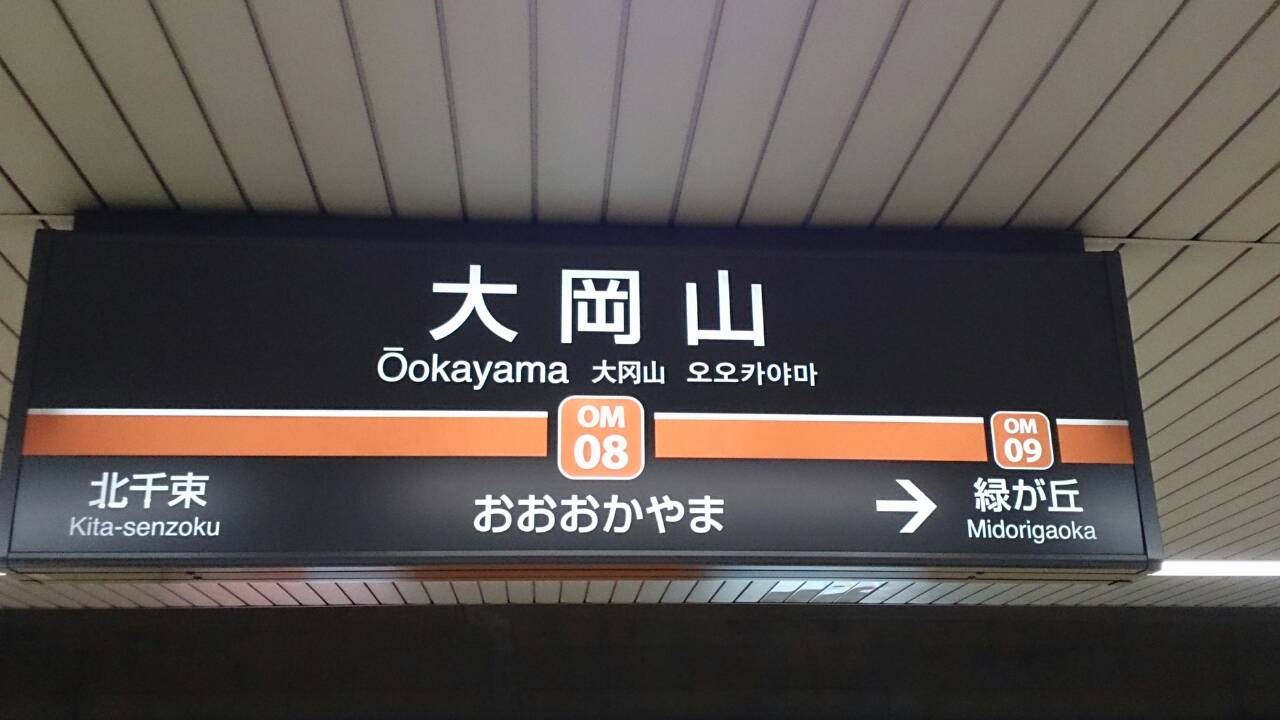 大岡山
Ōokayama 大冈山 오오카야마
OM
08
OM
09
北千束
Kita-senzoku
おおおかやま
→ 緑が丘
Midorigaoka